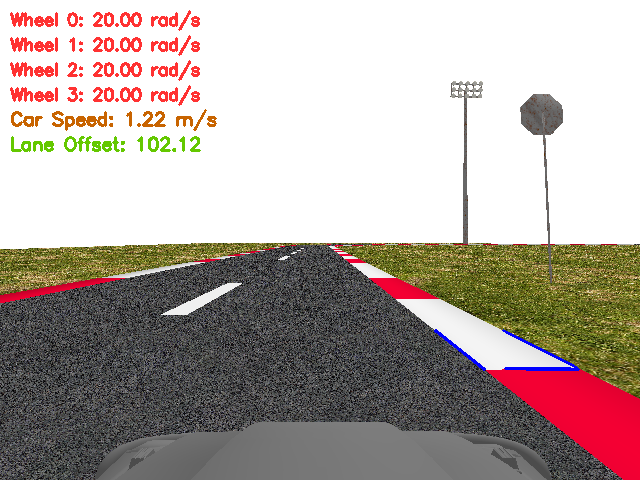 Wheel 0: 20.00 rad/s
Wheel 1: 20.00 rad/s
Wheel 2: 20.00 rad/s
Wheel 3: 20.00 rad/s
Car Speed: 1.22 m/s
Lane Offset: 102.12